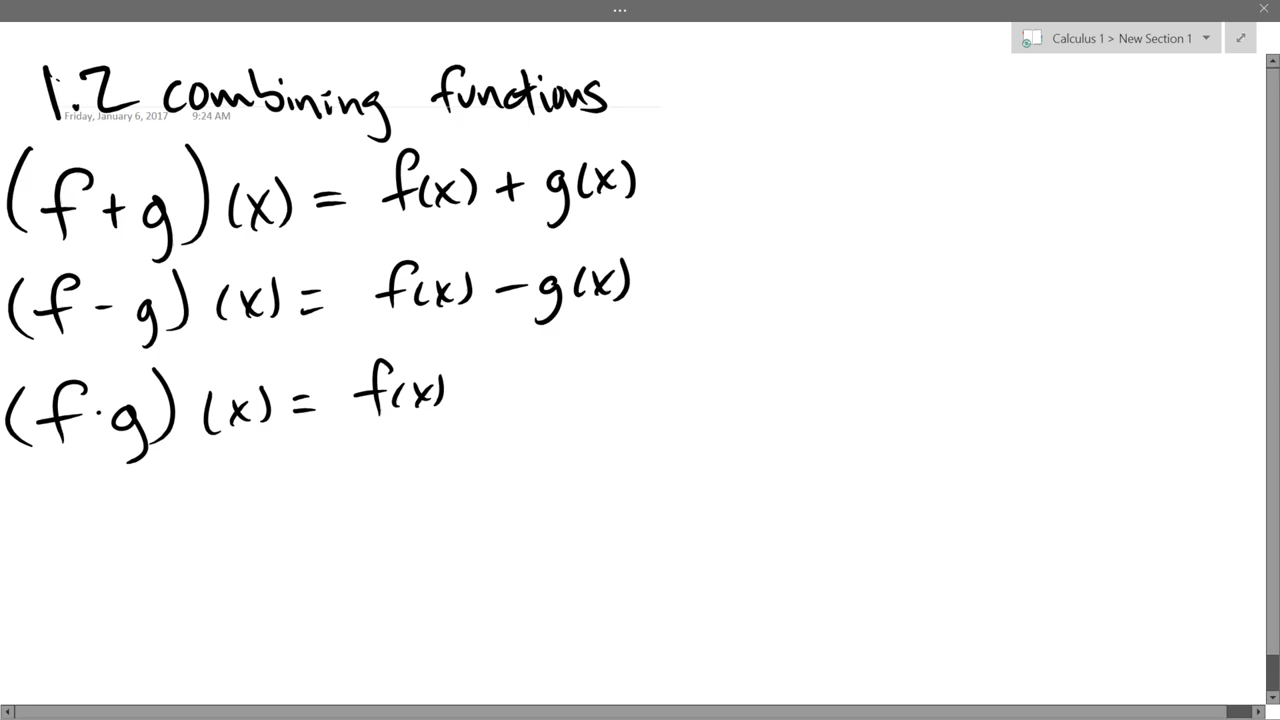 ...
Calculus 1 > New Section 1
1.2 combining functions
Friday, January 6, 2017 9:24 AM
(f + g)(x) = f(x) + g(x)
(f - g)(x) = f(x) - g(x)
(f · g)(x) = f(x)